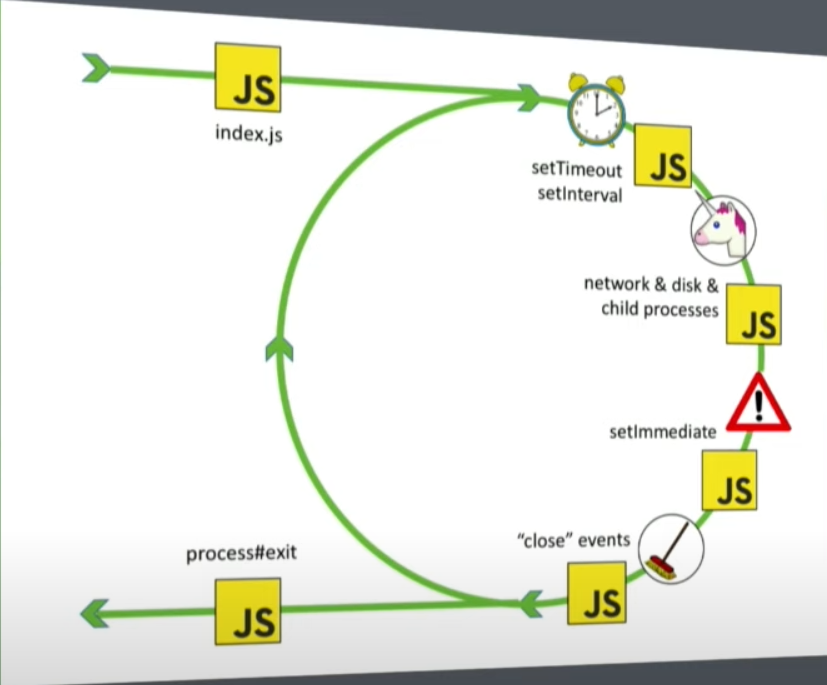 JS
index.js
setTimeout
setInterval
JS
network & disk &
child processes
JS
setImmediate
JS
"close" events
JS
process#exit
JS